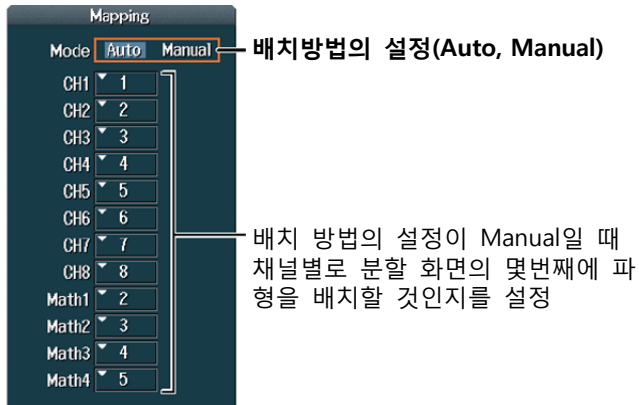 Mapping
Mode Auto Manual 배치방법의 설정(Auto, Manual)
CH1 1
CH2 2
CH3 3
CH4 4
CH5 5
CH6 6
CH7 7
CH8 8
Math1 2
Math2 3
Math3 4
Math4 5
배치 방법의 설정이 Manual일 때
채널별로 분할 화면의 몇번째에 파
형을 배치할 것인지를 설정